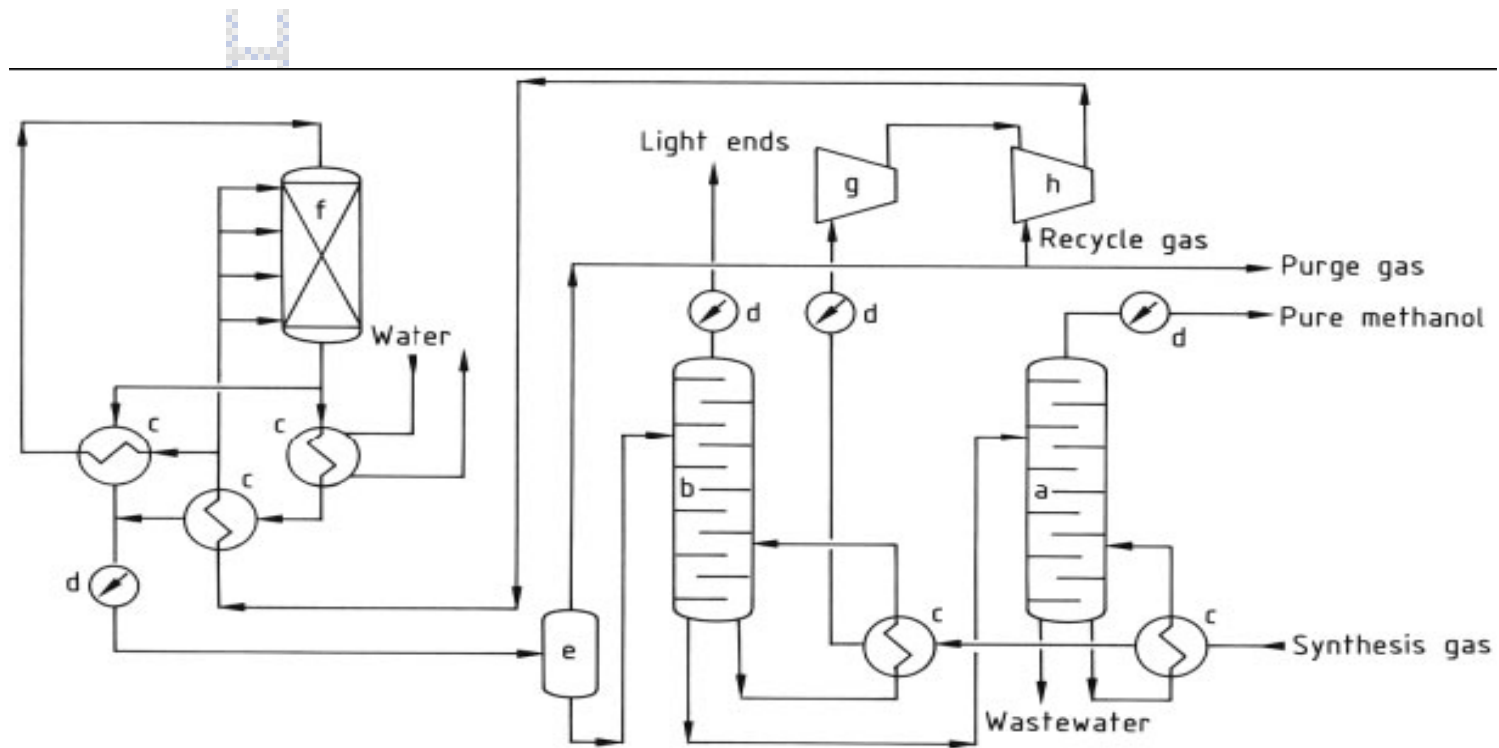 Light ends
g
h
f
Recycle gas
Purge gas
d
d
Pure methanol
d
Water
c
c
c
b
a
d
c
c
e
Synthesis gas
Wastewater